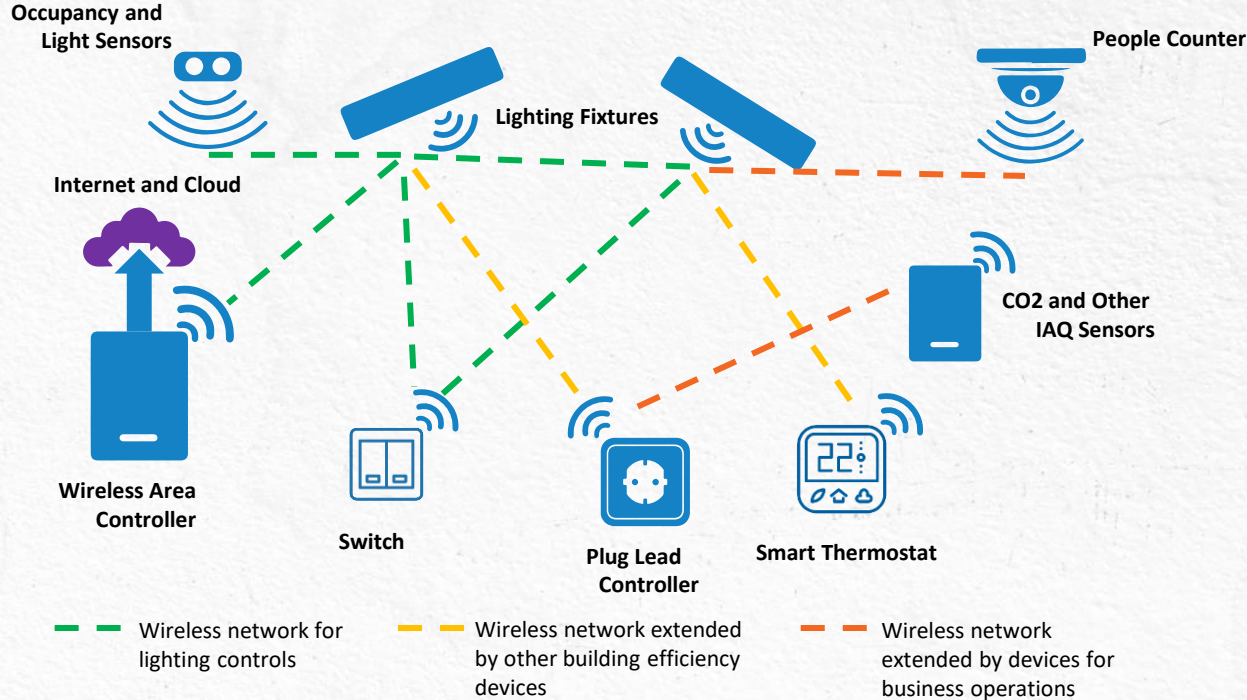 Occupancy and
Light Sensors
People Counter
Lighting Fixtures
Internet and Cloud
CO2 and Other
IAQ Sensors
22
Wireless Area
Controller
Switch
Plug Lead
Controller
Smart Thermostat
Wireless network for
lighting controls
Wireless network extended
by other building efficiency
devices
Wireless network
extended by devices for
business operations